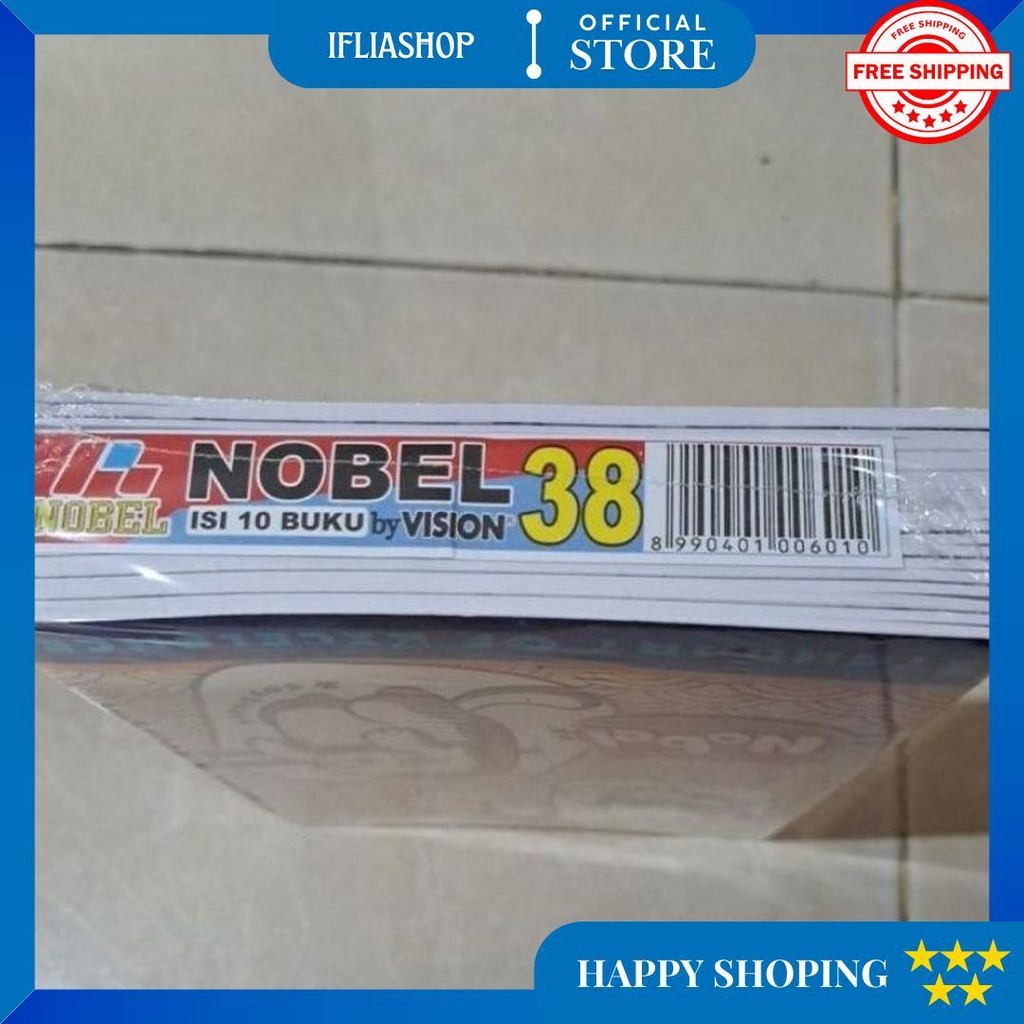 IFLIASHOP
OFFICIAL
STORE
FREE SHIPPING
FREE SHIPPING
NOBEL
NOBEL
ISI 10 BUKU by VISION
38
8 990401 006010
Nobel
HAPPY SHOPING